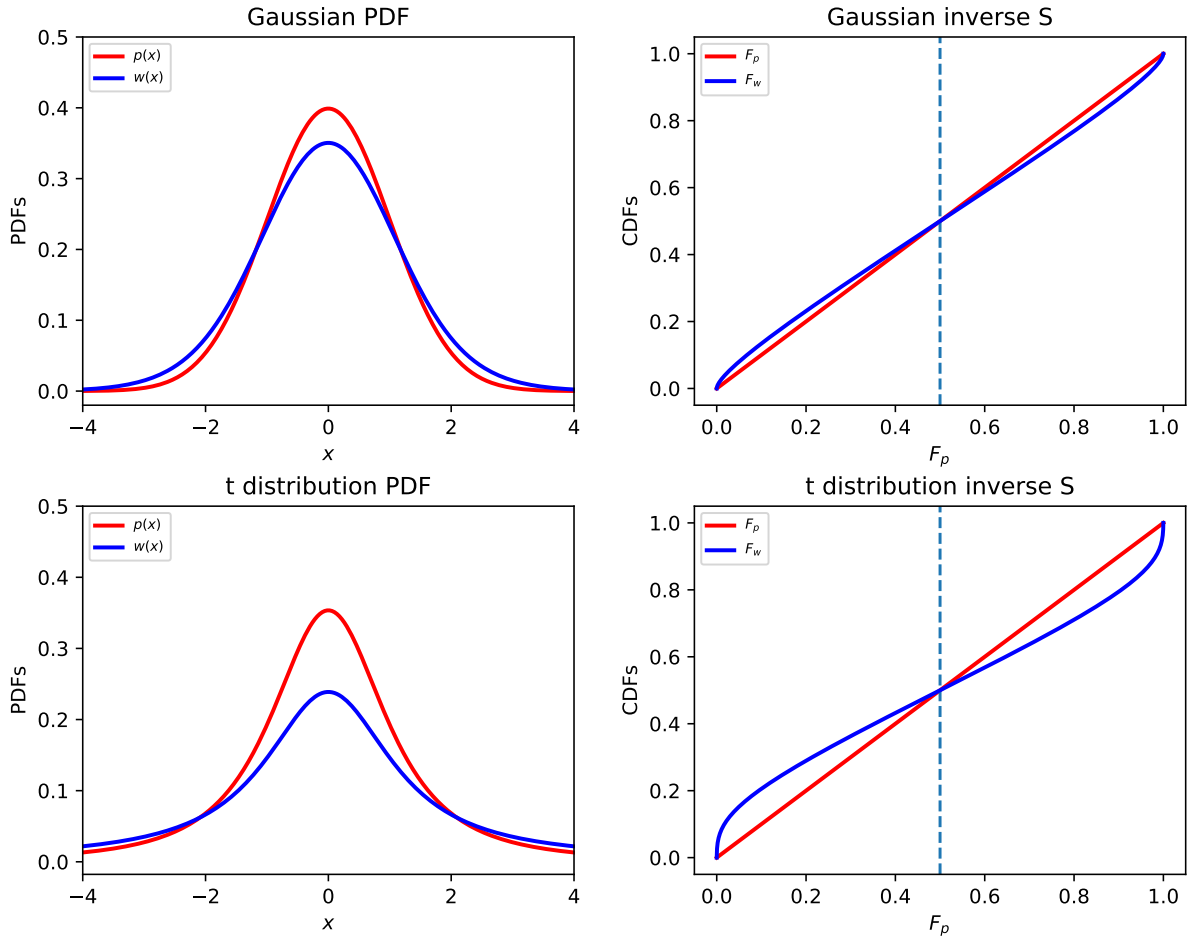 Gaussian PDF
0.5
0.4
0.3
0.2
0.1
0.0
PDFs
p(x)
w(x)
−4
−2
0
2
4
x
Gaussian inverse S
1.0
0.8
0.6
0.4
0.2
0.0
CDFs
F_p
F_w
0.0
0.2
0.4
0.6
0.8
1.0
F_p
t distribution PDF
0.5
0.4
0.3
0.2
0.1
0.0
PDFs
p(x)
w(x)
−4
−2
0
2
4
x
t distribution inverse S
1.0
0.8
0.6
0.4
0.2
0.0
CDFs
F_p
F_w
0.0
0.2
0.4
0.6
0.8
1.0
F_p